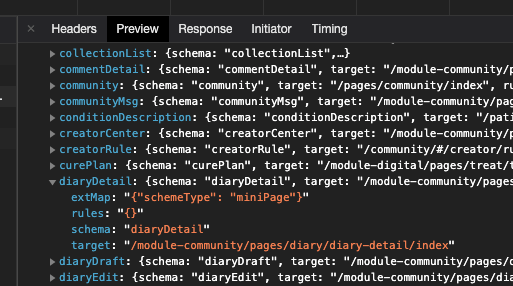 × Headers Preview Response Initiator Timing
▸ collectionList: {schema: "collectionList",…}
▸ commentDetail: {schema: "commentDetail", target: "/module-community/p
▸ community: {schema: "community", target: "/pages/community/index", ru
▸ communityMsg: {schema: "communityMsg", target: "/module-community/pag
▸ conditionDescription: {schema: "conditionDescription", target: "/pati
▸ creatorCenter: {schema: "creatorCenter", target: "/module-community/p
▸ creatorRule: {schema: "creatorRule", target: "/community/#/creator/ru
▸ curePlan: {schema: "curePlan", target: "/module-digital/pages/treat/t
▾ diaryDetail: {schema: "diaryDetail", target: "/module-community/pages
extMap: "{"schemeType": "miniPage"}"
rules: "{}"
schema: "diaryDetail"
target: "/module-community/pages/diary/diary-detail/index"
▸ diaryDraft: {schema: "diaryDraft", target: "/module-community/pages/d
▸ diaryEdit: {schema: "diaryEdit", target: "/module-community/pages/dia